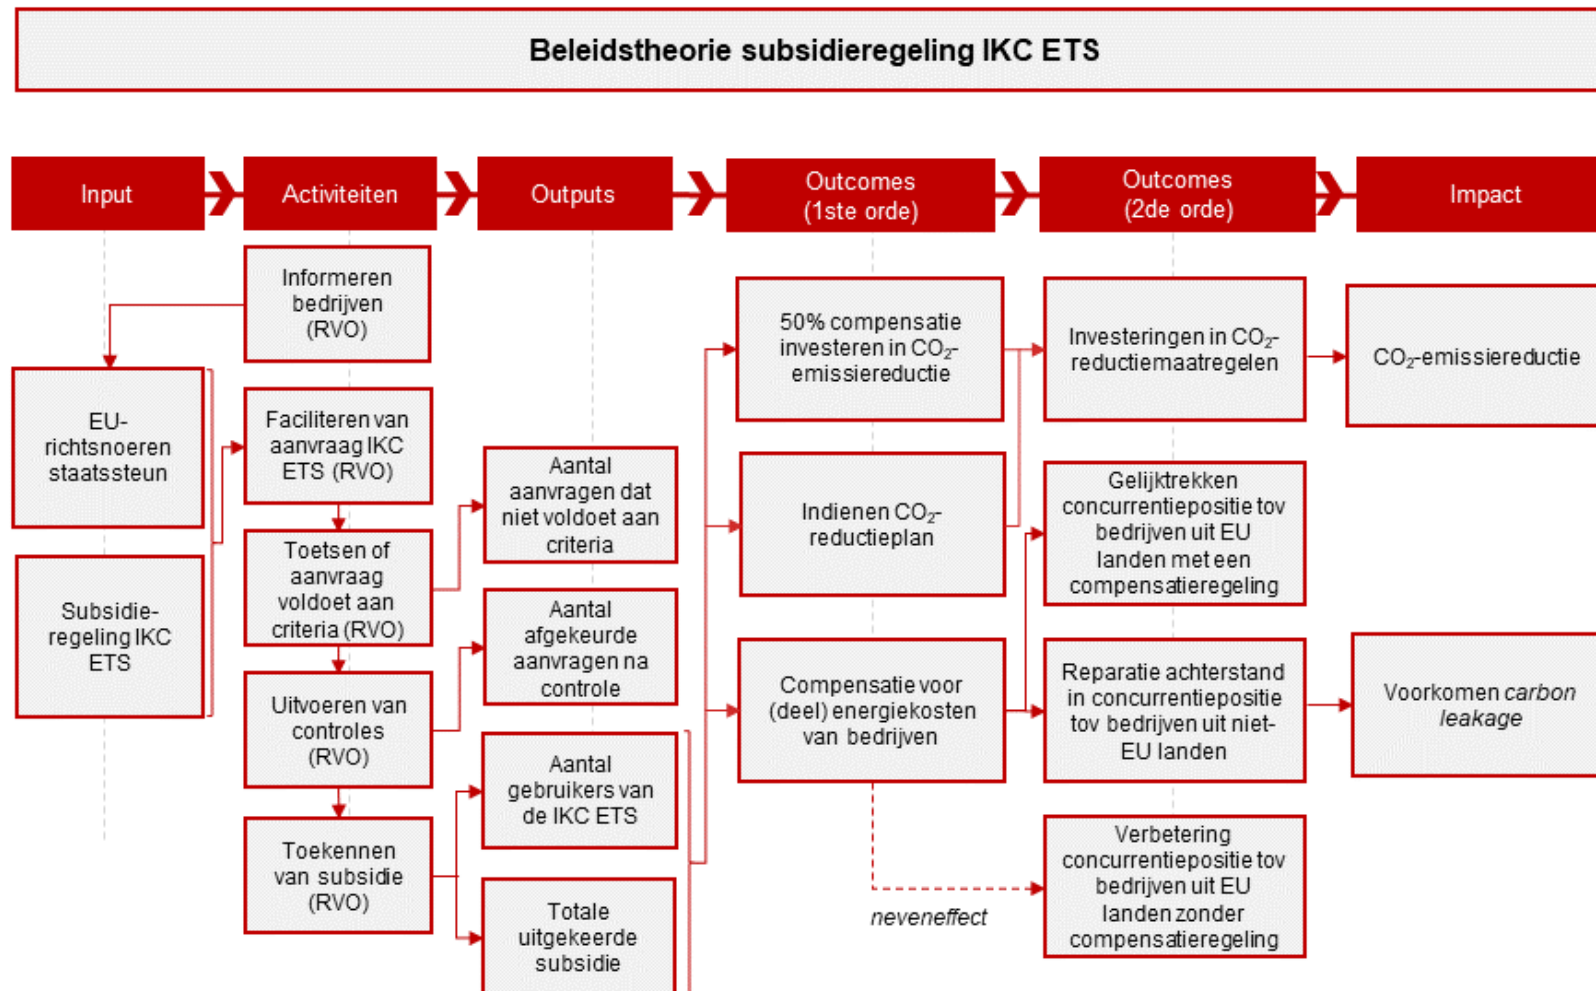 Beleidstheorie subsidieregeling IKC ETS
Input
Activiteiten
Outputs
Outcomes
(1ste orde)
Outcomes
(2de orde)
Impact
EU-
richtsnoeren
staatssteun
Subsidie-
regeling IKC
ETS
Informeren
bedrijven
(RVO)
Faciliteren van
aanvraag IKC
ETS (RVO)
Toetsen of
aanvraag
voldoet aan
criteria (RVO)
Uitvoeren van
controles
(RVO)
Toekennen
van subsidie
(RVO)
Aantal
aanvragen dat
niet voldoet aan
criteria
Aantal
afgekeurde
aanvragen na
controle
Aantal
gebruikers van
de IKC ETS
Totale
uitgekeerde
subsidie
50% compensatie
investeren in CO₂-
emissiereductie
Indienen CO₂-
reductieplan
Compensatie voor
(deel) energiekosten
van bedrijven
neveneffect
Investeringen in CO₂-
reductiemaatregelen
Gelijktrekken
concurrentiepositie tov
bedrijven uit EU
landen met een
compensatieregeling
Reparatie achterstand
in concurrentiepositie
tov bedrijven uit niet-
EU landen
Verbetering
concurrentiepositie tov
bedrijven uit EU
landen zonder
compensatieregeling
CO₂-emissiereductie
Voorkomen carbon
leakage